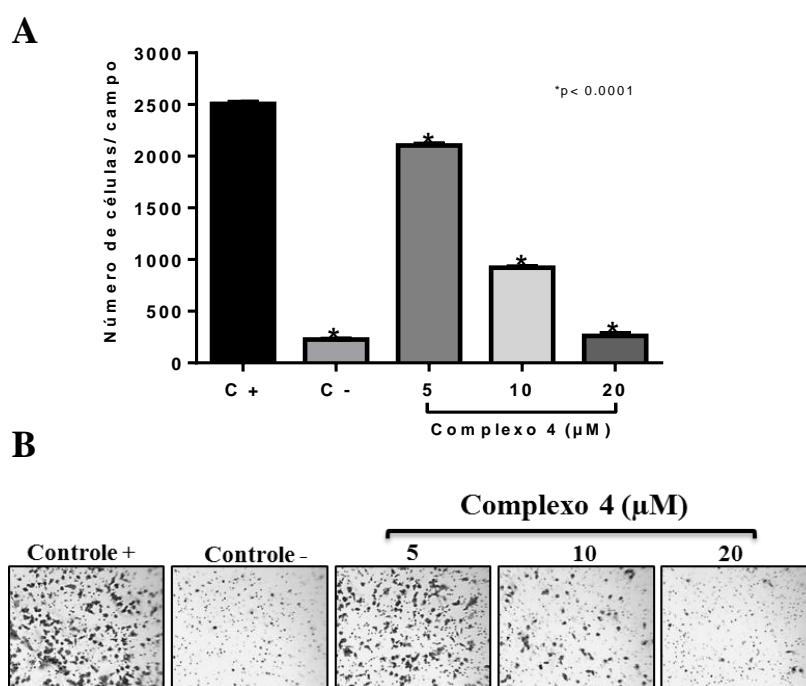 A
Número de células/campo
3000
2500
2000
1500
1000
500
0
*p< 0.0001
*
*
*
*
C +
C -
5
10
20
Complexo 4 (µM)
B
Complexo 4 (µM)
Controle +
Controle -
5
10
20